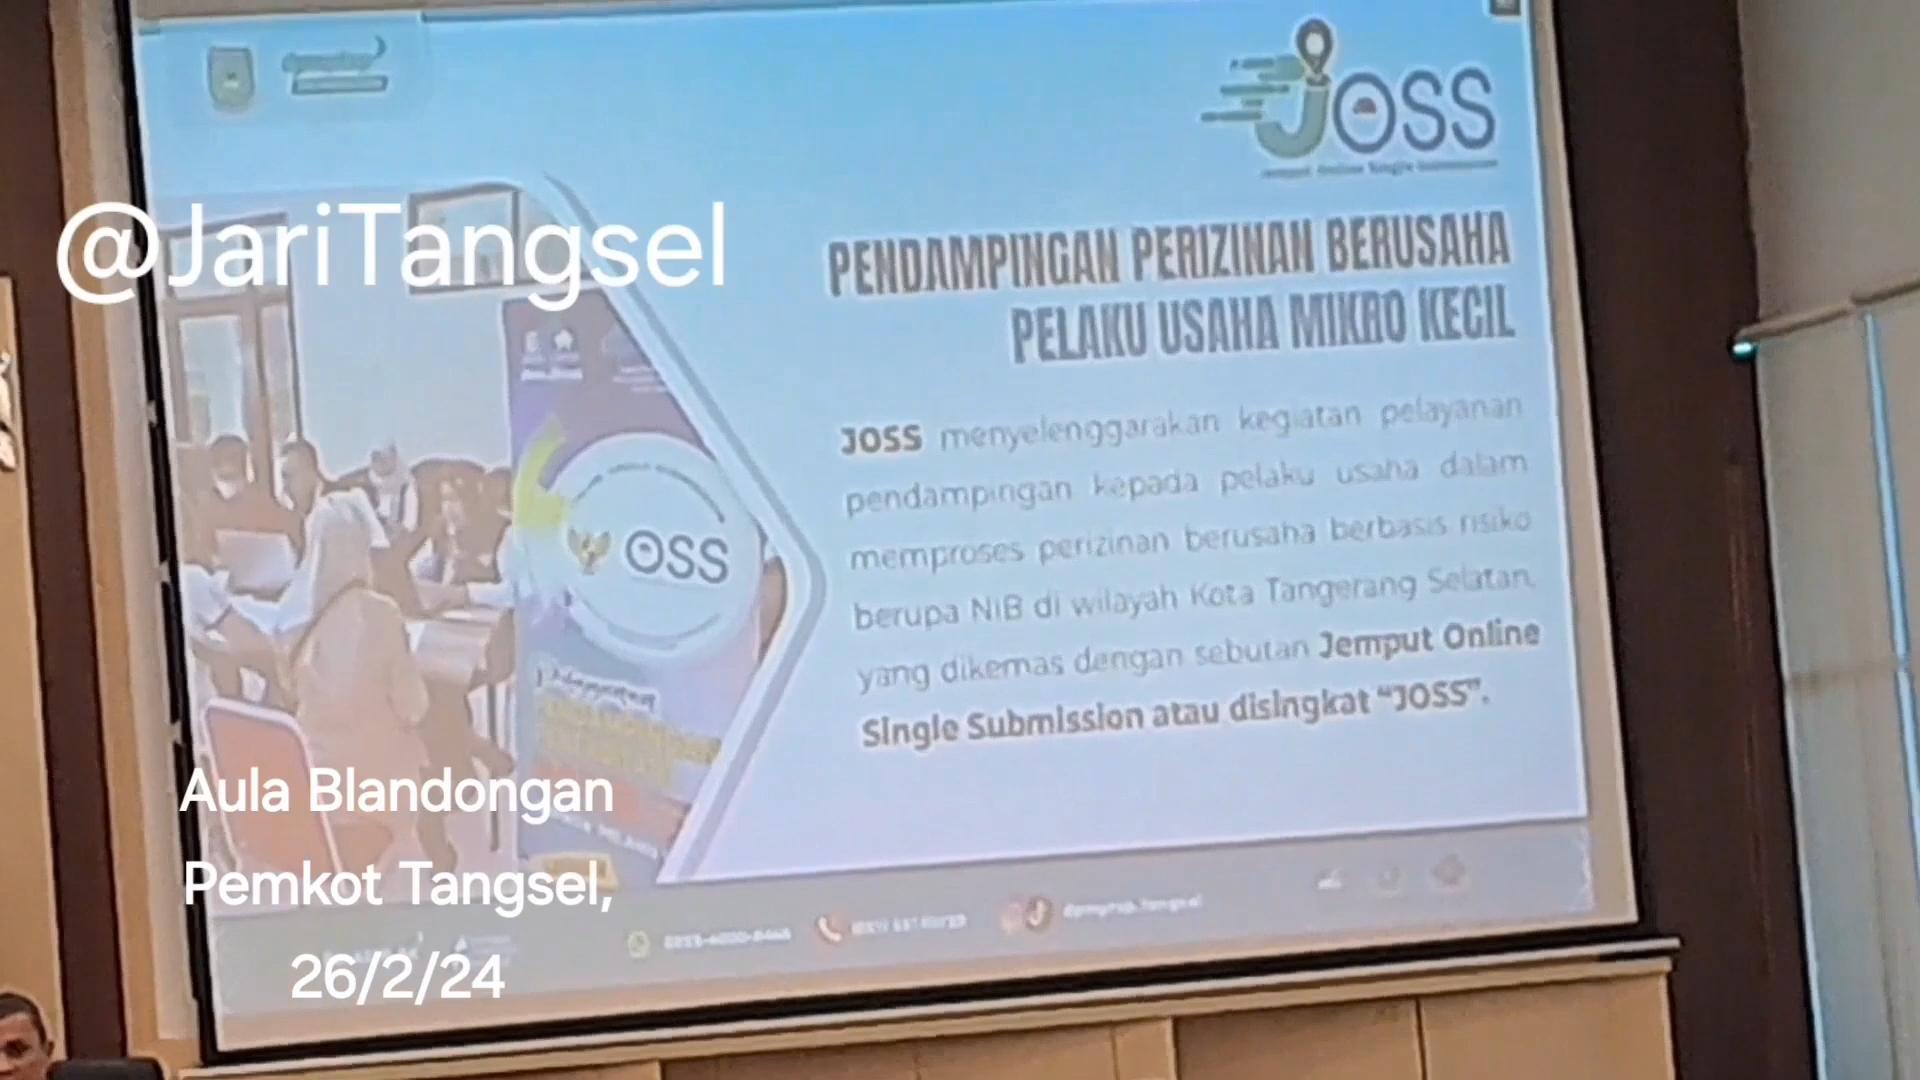 JOSS
@JariTangsel
PENDAMPINGAN PERIZINAN BERUSAHA
PELAKU USAHA MIKRO KECIL
JOSS menyelenggarakan kegiatan pelayanan
pendampingan kepada pelaku usaha dalam
memproses perizinan berusaha berbasis risiko
berupa NIB di wilayah Kota Tangerang Selatan,
yang dikemas dengan sebutan Jemput Online
Single Submission atau disingkat “JOSS”.
OSS
Aula Blandongan
Pemkot Tangsel,
26/2/24